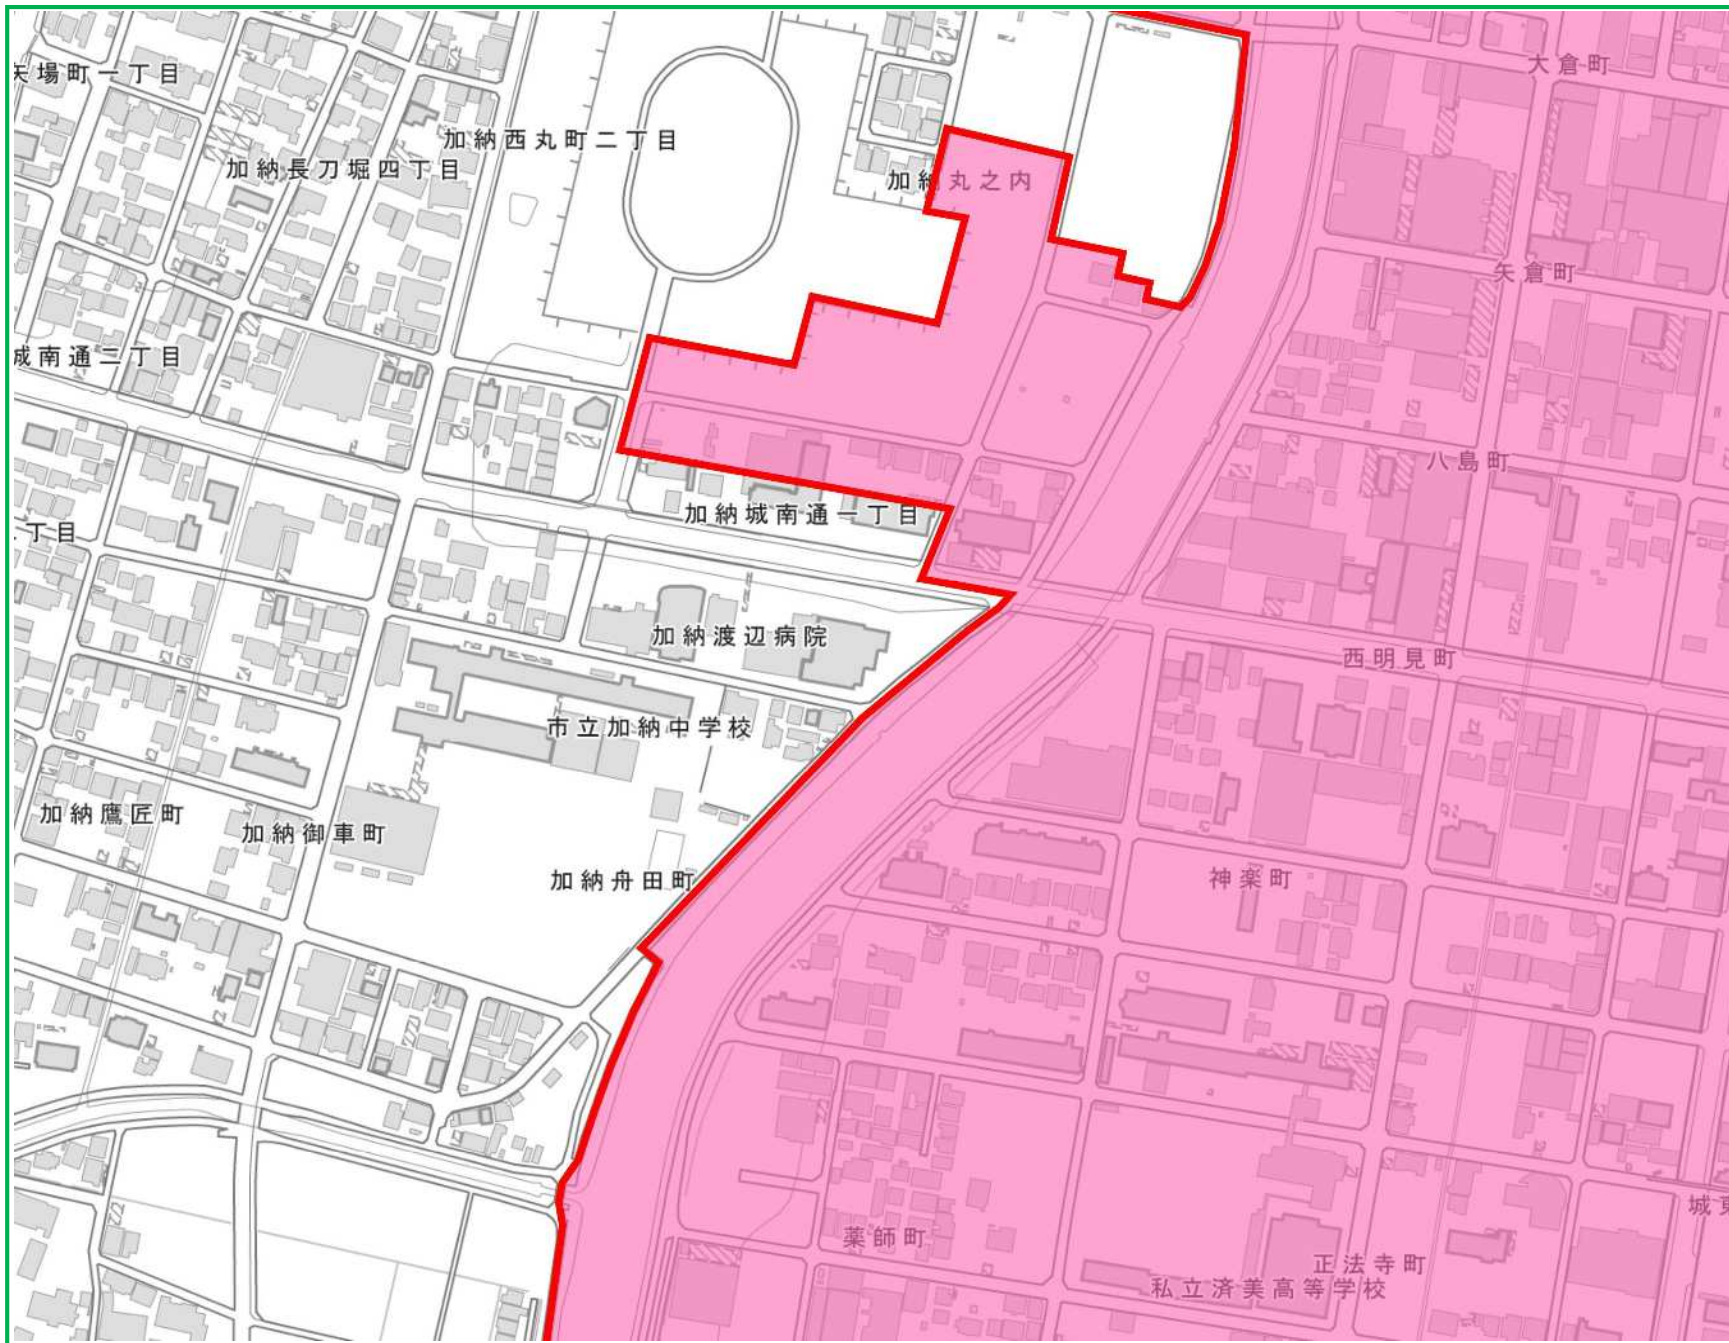 大倉町
矢場町一丁目
加納西丸町二丁目
加納長刀堀四丁目
加納丸之内
矢倉町
城南通二丁目
八島町
加納城南通一丁目
丁目
加納渡辺病院
西明見町
市立加納中学校
加納鷹匠町
加納御車町
加納舟田町
神楽町
城東
薬師町
正法寺町
私立済美高等学校